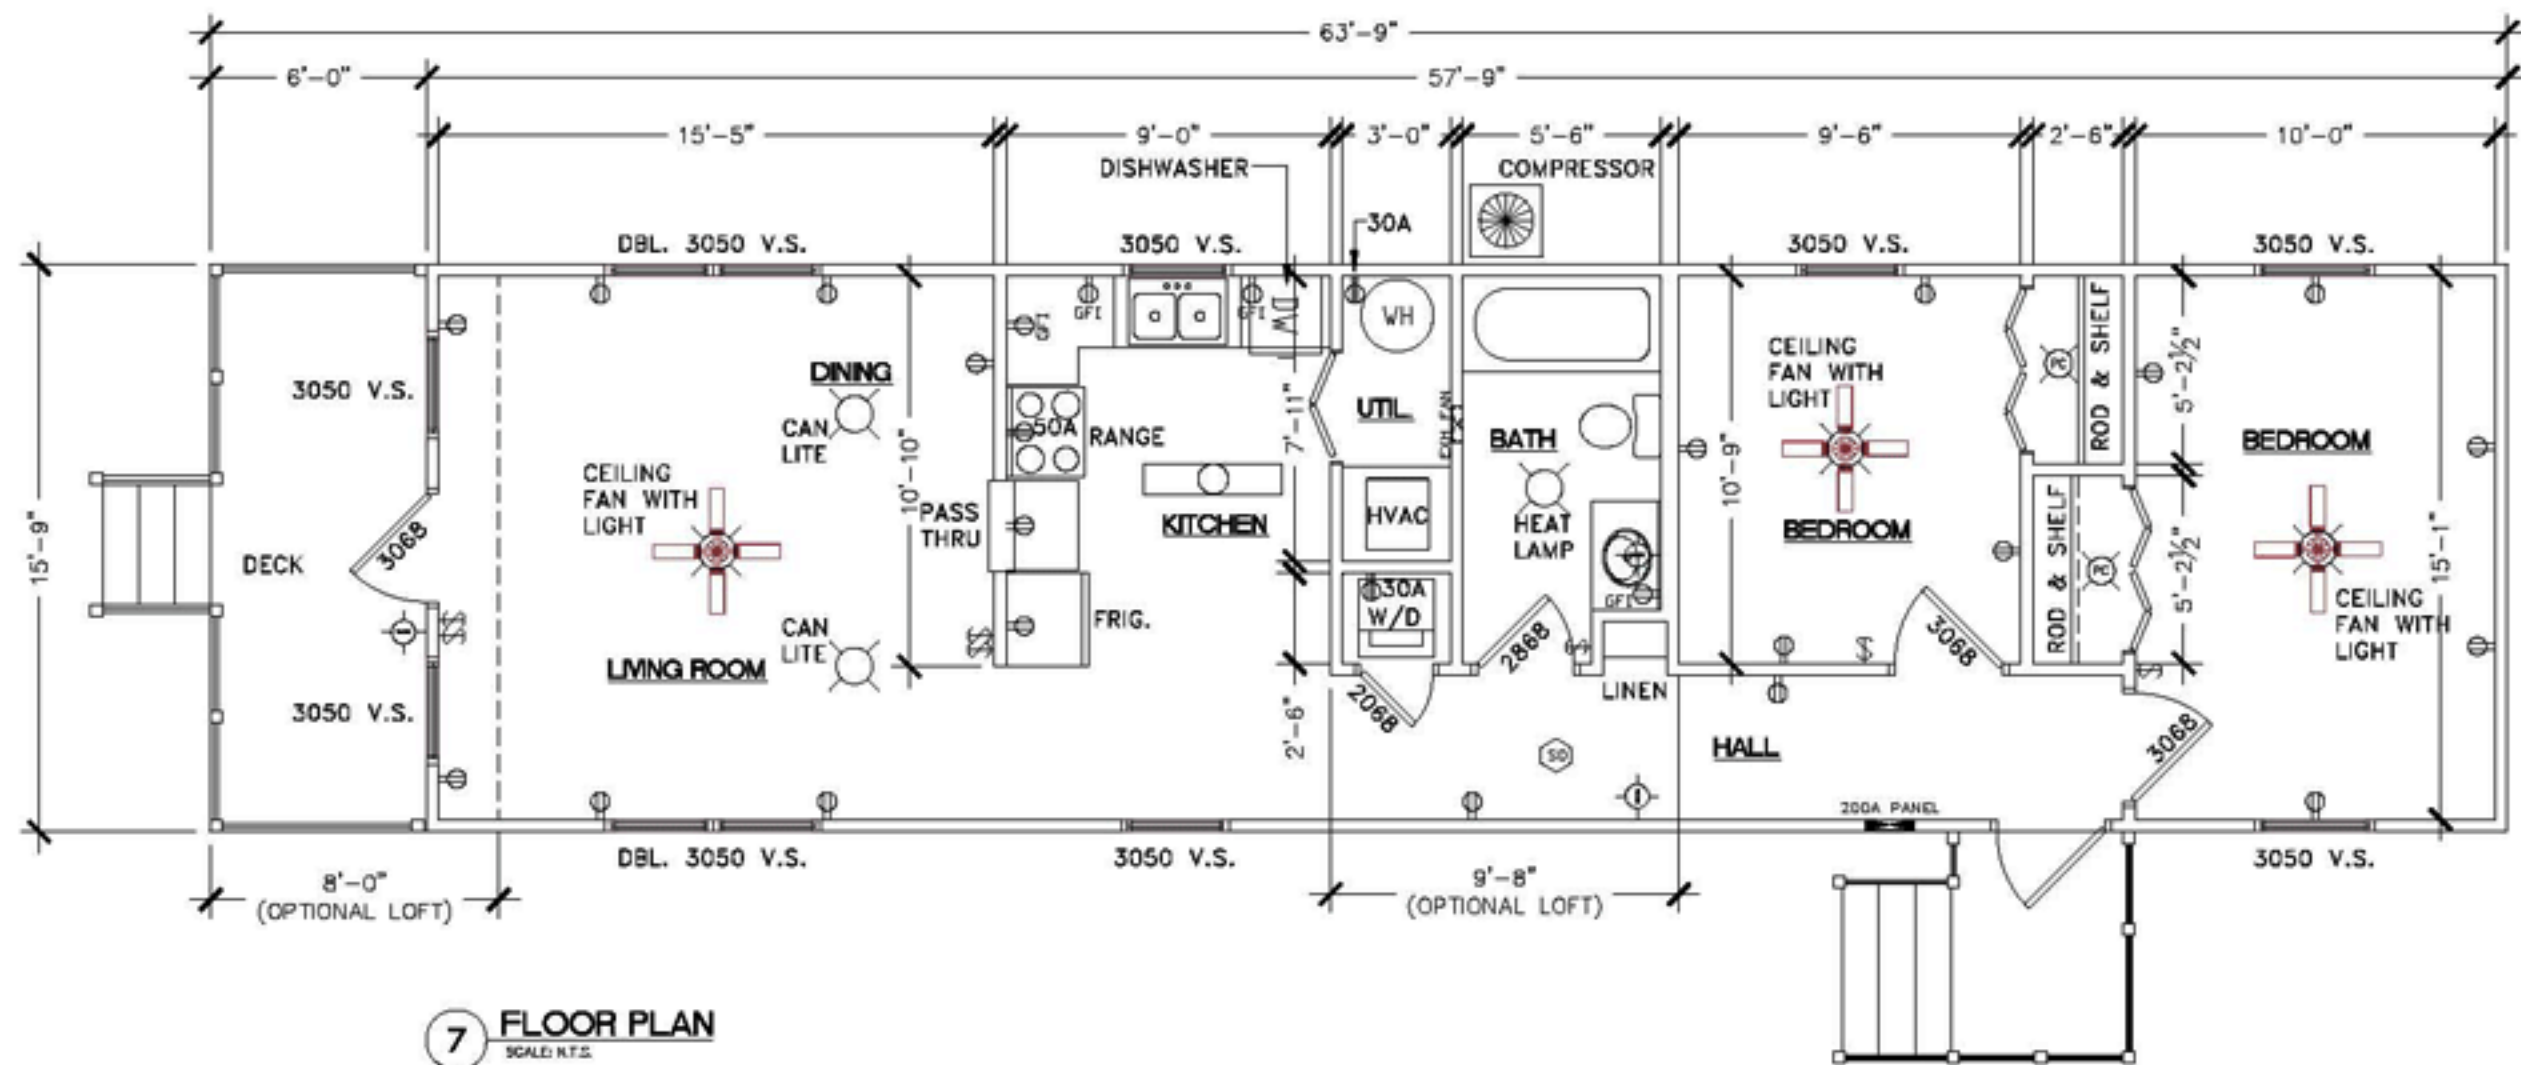 63'-9"
6'-0"
57'-9"
15'-5"
9'-0"
3'-0"
5'-6"
9'-6"
2'-6"
10'-0"
DISHWASHER
COMPRESSOR
30A
DBL. 3050 V.S.
3050 V.S.
3050 V.S.
3050 V.S.
GFI
GFI
GFI
DW
WH
ROD & SHELF
5'-2½"
CEILING
FAN WITH
LIGHT
PC
3050 V.S.
DINING
CAN
LITE
50A
RANGE
7'-11"
UTIL.
EXH FAN
BATH
BEDROOM
BEDROOM
CEILING
FAN WITH
LIGHT
10'-10"
PASS
THRU
KITCHEN
HVAC
HEAT
LAMP
10'-9"
ROD & SHELF
PC
5'-2½"
15'-1"
15'-9"
DECK
3068
30A
W/D
GFI
CEILING
FAN WITH
LIGHT
CAN
LITE
FRIG.
LIVING ROOM
2868
3068
3050 V.S.
2068
LINEN
2'-6"
SD
HALL
3068
200A PANEL
DBL. 3050 V.S.
3050 V.S.
3050 V.S.
8'-0"
(OPTIONAL LOFT)
9'-8"
(OPTIONAL LOFT)
7
FLOOR PLAN
SCALE: N.T.S.